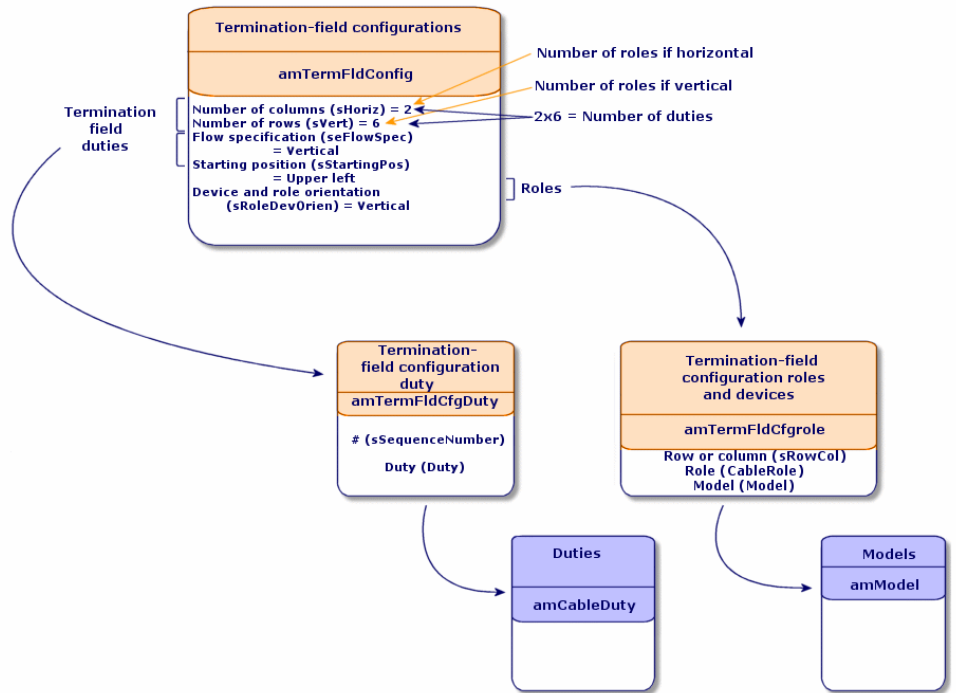 Termination-field configurations
amTermFldConfig
Number of columns (sHoriz) = 2
Number of rows (sVert) = 6
Flow specification (seFlowSpec)
= Vertical
Starting position (sStartingPos)
= Upper left
Device and role orientation
(sRoleDevOrien) = Vertical
Number of roles if horizontal
Number of roles if vertical
2x6 = Number of duties
Termination
field
duties
Roles
Termination-
field configuration
duty
amTermFldCfgDuty
# (sSequenceNumber)
Duty (Duty)
Termination-field
configuration roles
and devices
amTermFldCfgrole
Row or column (sRowCol)
Role (CableRole)
Model (Model)
Duties
amCableDuty
Models
amModel